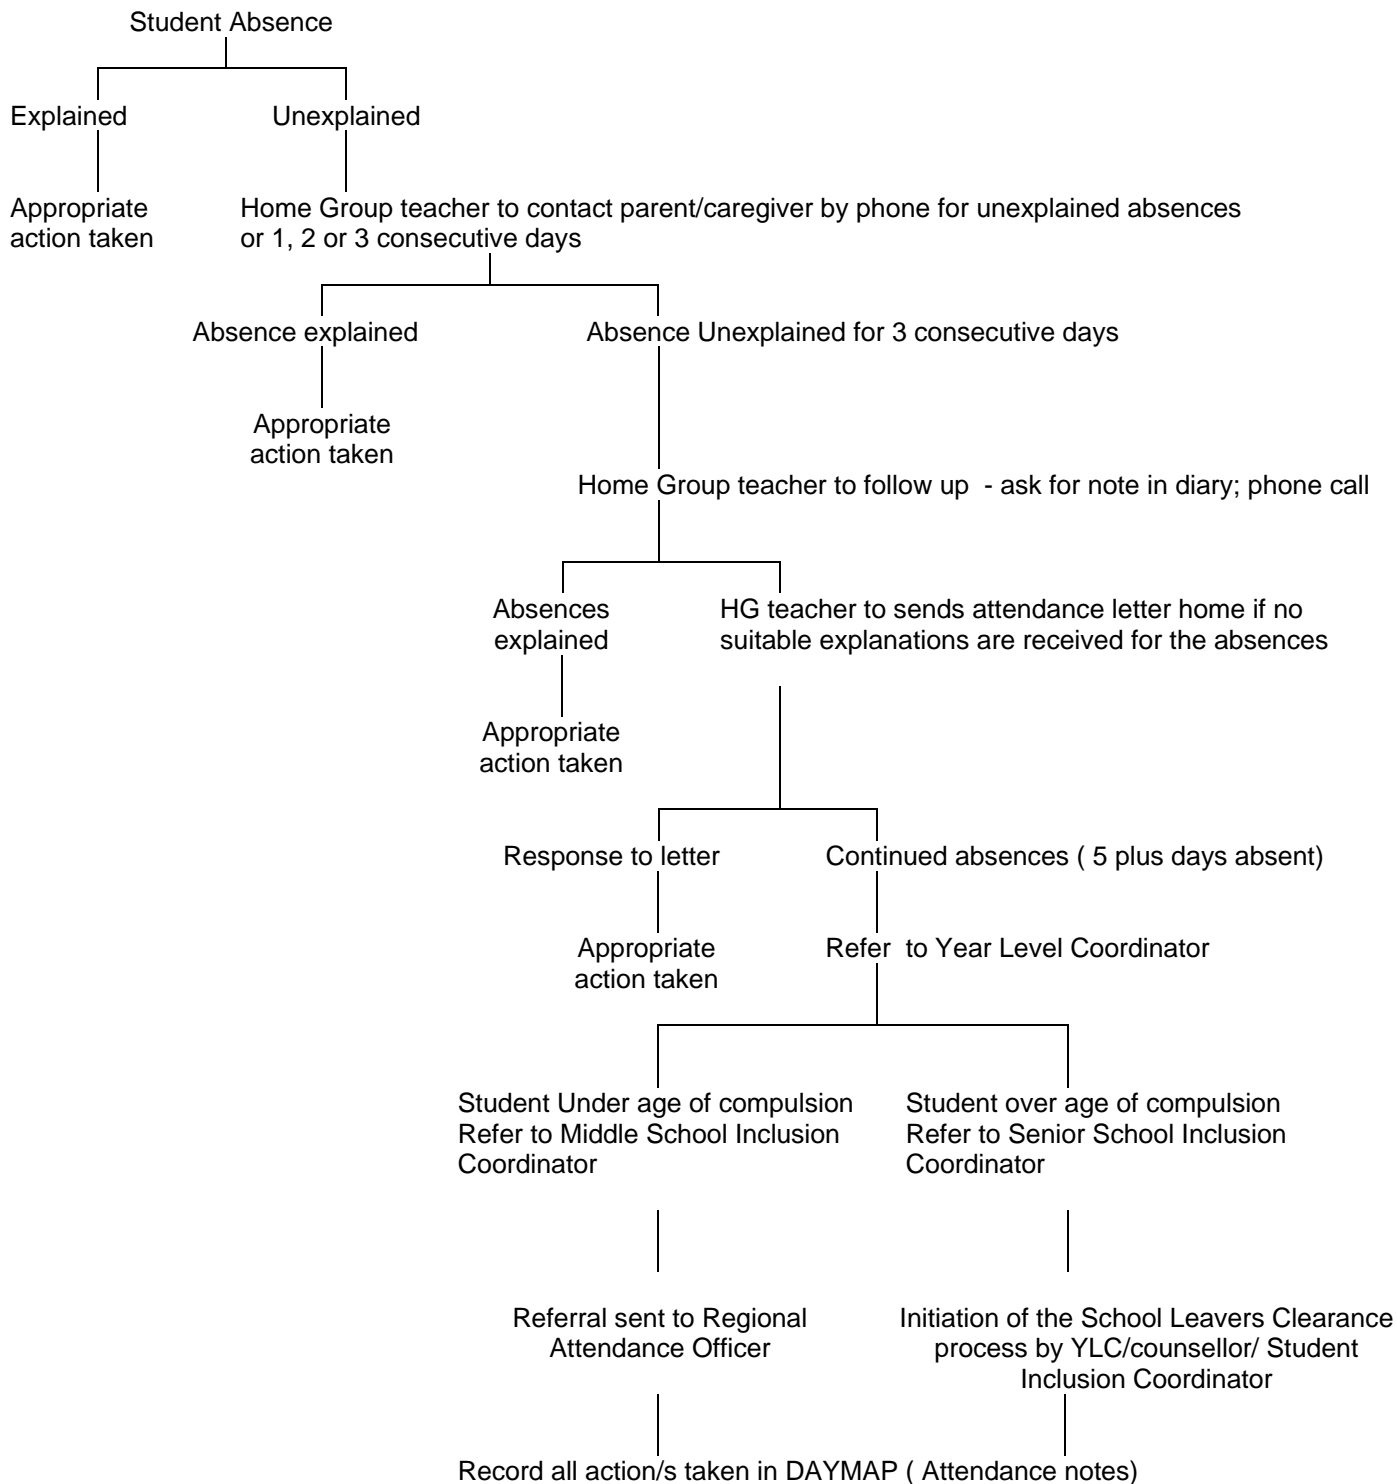 Student Absence
Explained
Unexplained
Appropriate
action taken
Home Group teacher to contact parent/caregiver by phone for unexplained absences
or 1, 2 or 3 consecutive days
Absence explained
Absence Unexplained for 3 consecutive days
Appropriate
action taken
Home Group teacher to follow up  - ask for note in diary; phone call
Absences
explained
HG teacher to sends attendance letter home if no
suitable explanations are received for the absences
Appropriate
action taken
Response to letter
Continued absences ( 5 plus days absent)
Appropriate
action taken
Refer  to Year Level Coordinator
Student Under age of compulsion
Refer to Middle School Inclusion
Coordinator
Student over age of compulsion
Refer to Senior School Inclusion
Coordinator
Referral sent to Regional
Attendance Officer
Initiation of the School Leavers Clearance
process by YLC/counsellor/ Student
Inclusion Coordinator
Record all action/s taken in DAYMAP ( Attendance notes)